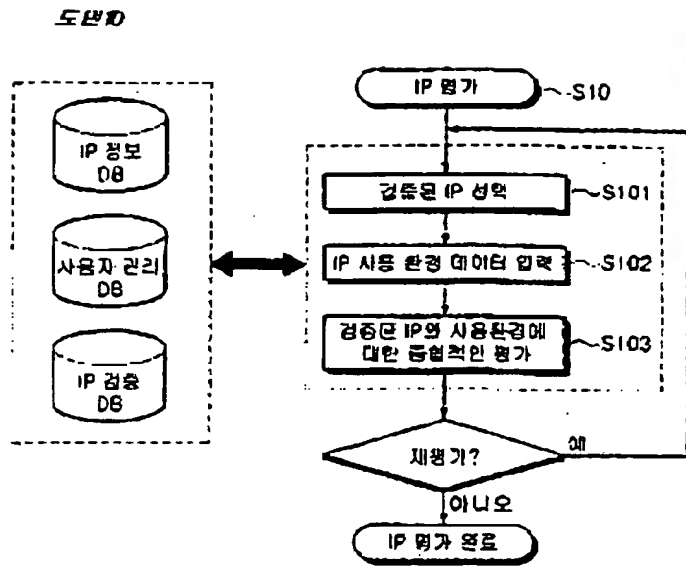 도면10
IP 평가
S10
IP 정보
DB
사용자 관리
DB
IP 검증
DB
검증된 IP 선택
S101
IP 사용 환경 데이터 입력
S102
검증된 IP와 사용환경에
대한 종합적인 평가
S103
재평가?
예
아니오
IP 평가 완료